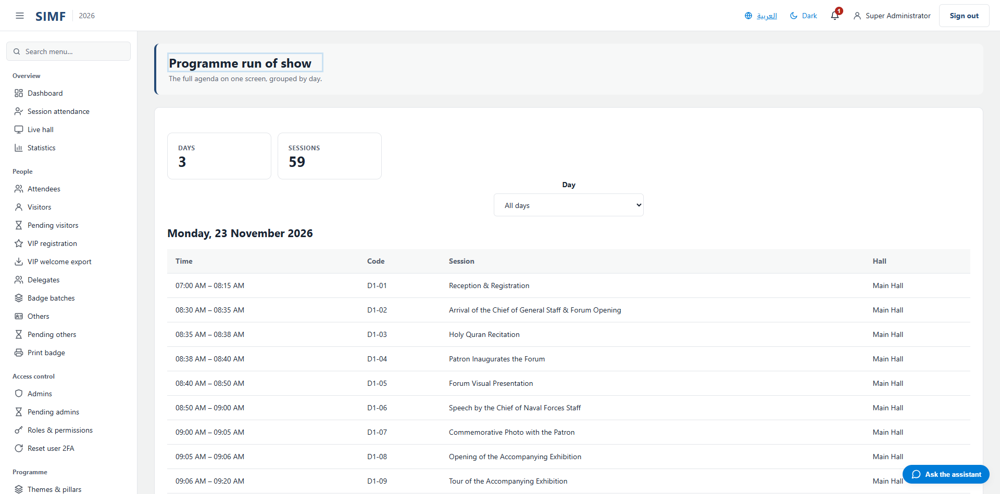 SIMF 2026
العربية
Dark
1
Super Administrator
Sign out
Search menu...
Overview
Dashboard
Session attendance
Live hall
Statistics
People
Attendees
Visitors
Pending visitors
VIP registration
VIP welcome export
Delegates
Badge batches
Others
Pending others
Print badge
Access control
Admins
Pending admins
Roles & permissions
Reset user 2FA
Programme
Themes & pillars
Programme run of show
The full agenda on one screen, grouped by day.
DAYS
3
SESSIONS
59
Day
All days
Monday, 23 November 2026
Time Code Session Hall
07:00 AM – 08:15 AM D1-01 Reception & Registration Main Hall
08:30 AM – 08:35 AM D1-02 Arrival of the Chief of General Staff & Forum Opening Main Hall
08:35 AM – 08:38 AM D1-03 Holy Quran Recitation Main Hall
08:38 AM – 08:40 AM D1-04 Patron Inaugurates the Forum Main Hall
08:40 AM – 08:50 AM D1-05 Forum Visual Presentation Main Hall
08:50 AM – 09:00 AM D1-06 Speech by the Chief of Naval Forces Staff Main Hall
09:00 AM – 09:05 AM D1-07 Commemorative Photo with the Patron Main Hall
09:05 AM – 09:06 AM D1-08 Opening of the Accompanying Exhibition Main Hall
09:06 AM – 09:20 AM D1-09 Tour of the Accompanying Exhibition Main Hall
Ask the assistant